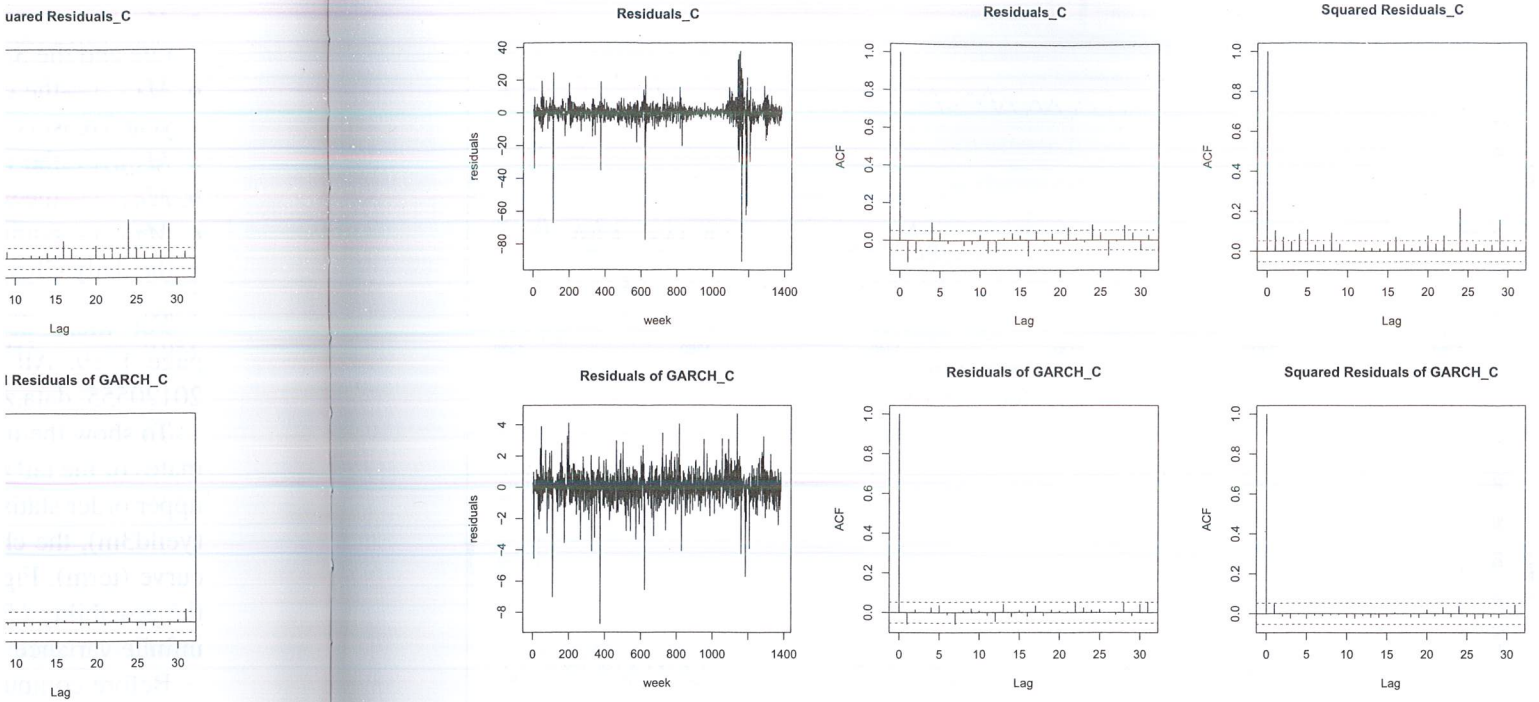 uared Residuals_C
10 15 20 25 30
Lag
l Residuals of GARCH_C
10 15 20 25 30
Lag
Residuals_C
residuals
40
20
0
−20
−40
−60
−80
0 200 400 600 800 1000 1400
week
Residuals_C
ACF
1.0
0.8
0.6
0.4
0.2
0.0
0 5 10 15 20 25 30
Lag
Squared Residuals_C
ACF
1.0
0.8
0.6
0.4
0.2
0.0
0 5 10 15 20 25 30
Lag
Residuals of GARCH_C
residuals
4
2
0
−2
−4
−6
−8
0 200 400 600 800 1000 1400
week
Residuals of GARCH_C
ACF
1.0
0.8
0.6
0.4
0.2
0.0
0 5 10 15 20 25 30
Lag
Squared Residuals of GARCH_C
ACF
1.0
0.8
0.6
0.4
0.2
0.0
0 5 10 15 20 25 30
Lag